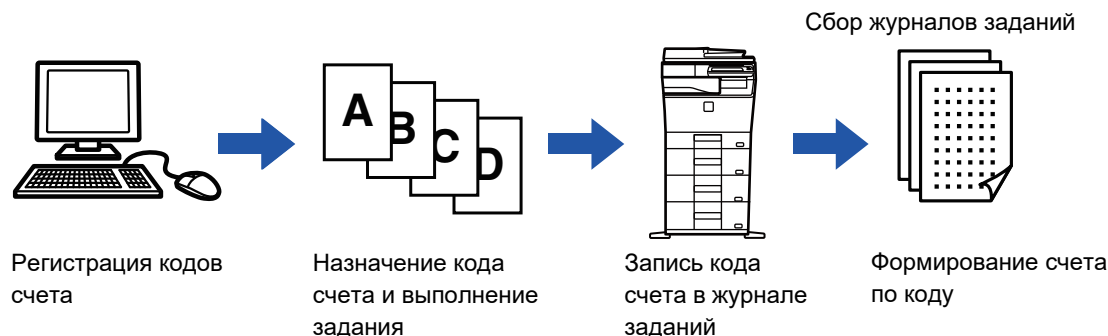 Сбор журналов заданий
A
B
C
D
Регистрация кодов
счета
Назначение кода
счета и выполнение
задания
Запись кода
счета в журнале
заданий
Формирование счета
по коду